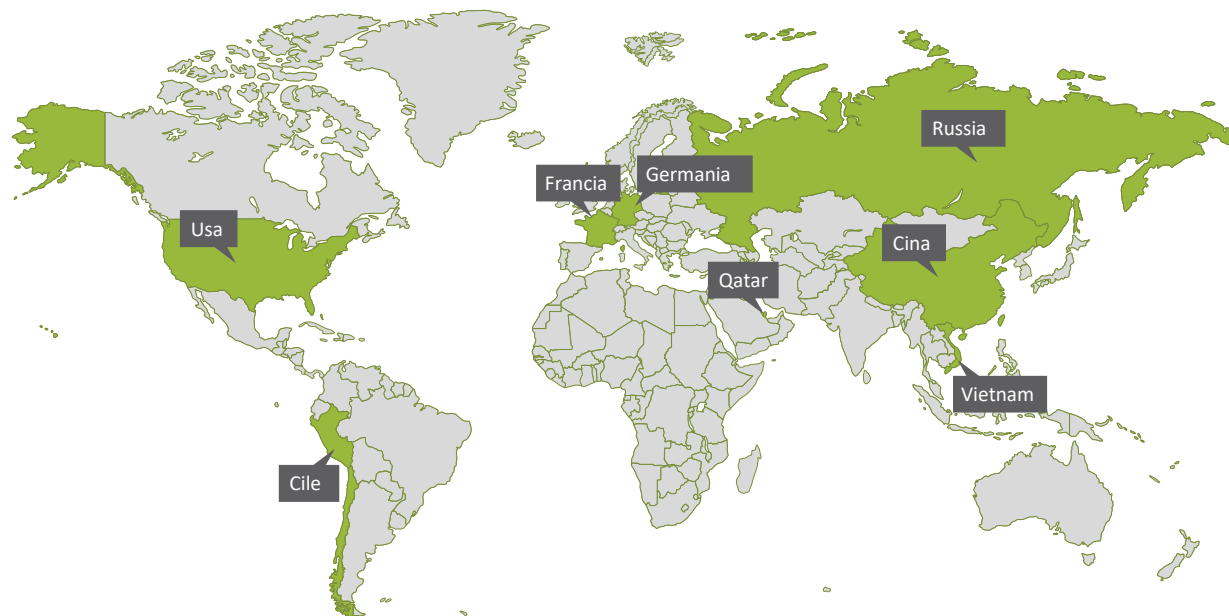 Russia
Francia
Germania
Usa
Cina
Qatar
Vietnam
Cile